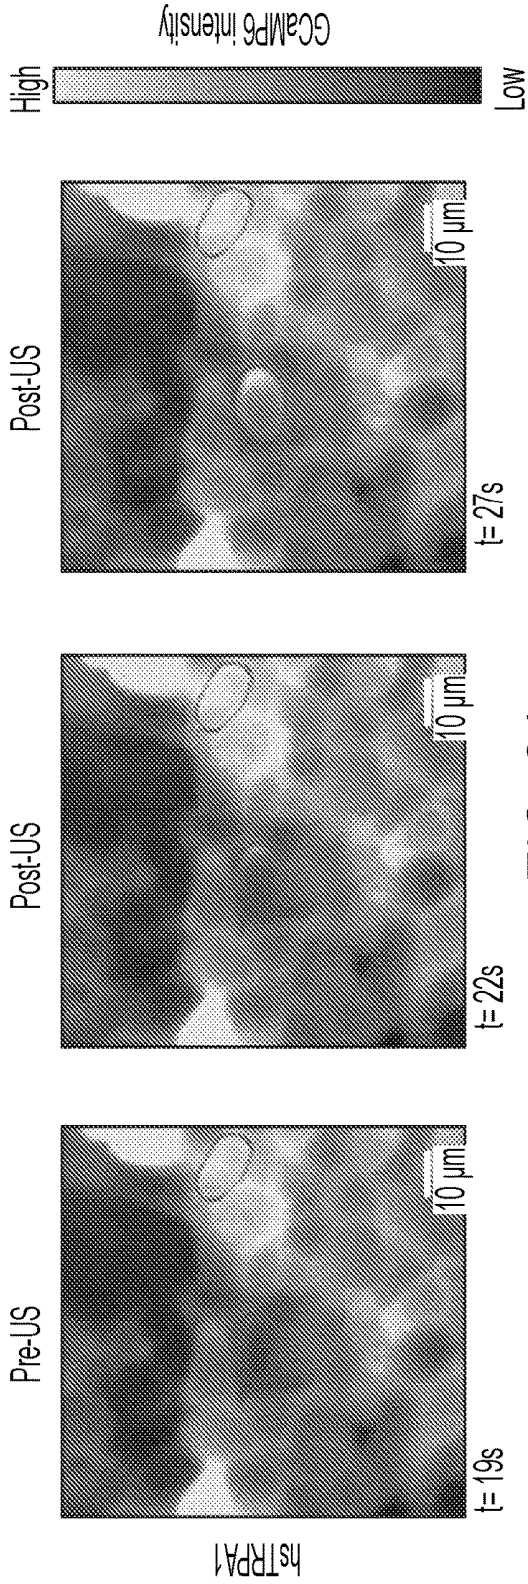 Pre-US
Post-US
Post-US
High
hsTRPA1
GCaMP6 intensity
10 µm
10 µm
10 µm
t= 19s
t= 22s
t= 27s
Low